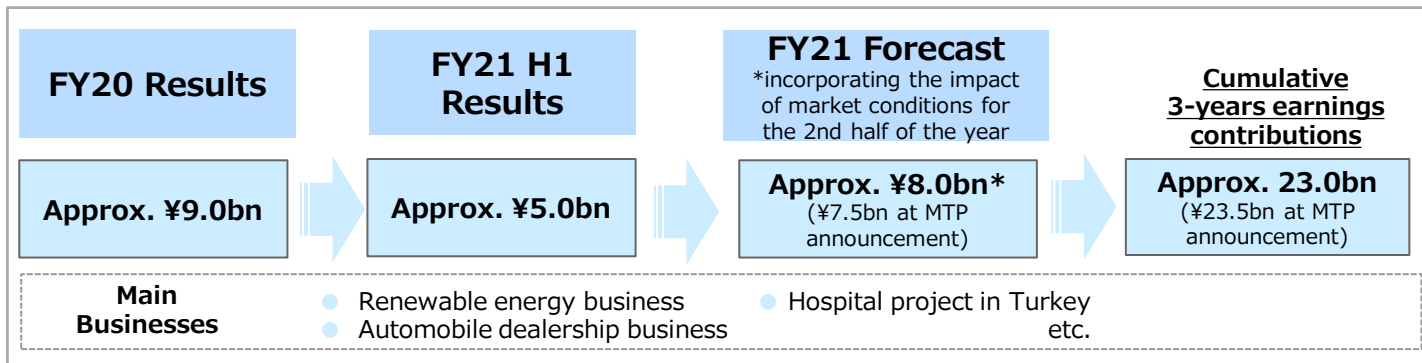 FY20 Results
FY21 H1
Results
FY21 Forecast
*incorporating the impact
of market conditions for
the 2nd half of the year
Cumulative
3-years earnings
contributions
Approx. ¥9.0bn
Approx. ¥5.0bn
Approx. ¥8.0bn*
(¥7.5bn at MTP
announcement)
Approx. 23.0bn
(¥23.5bn at MTP
announcement)
Main
Businesses
Renewable energy business
Automobile dealership business
Hospital project in Turkey
etc.